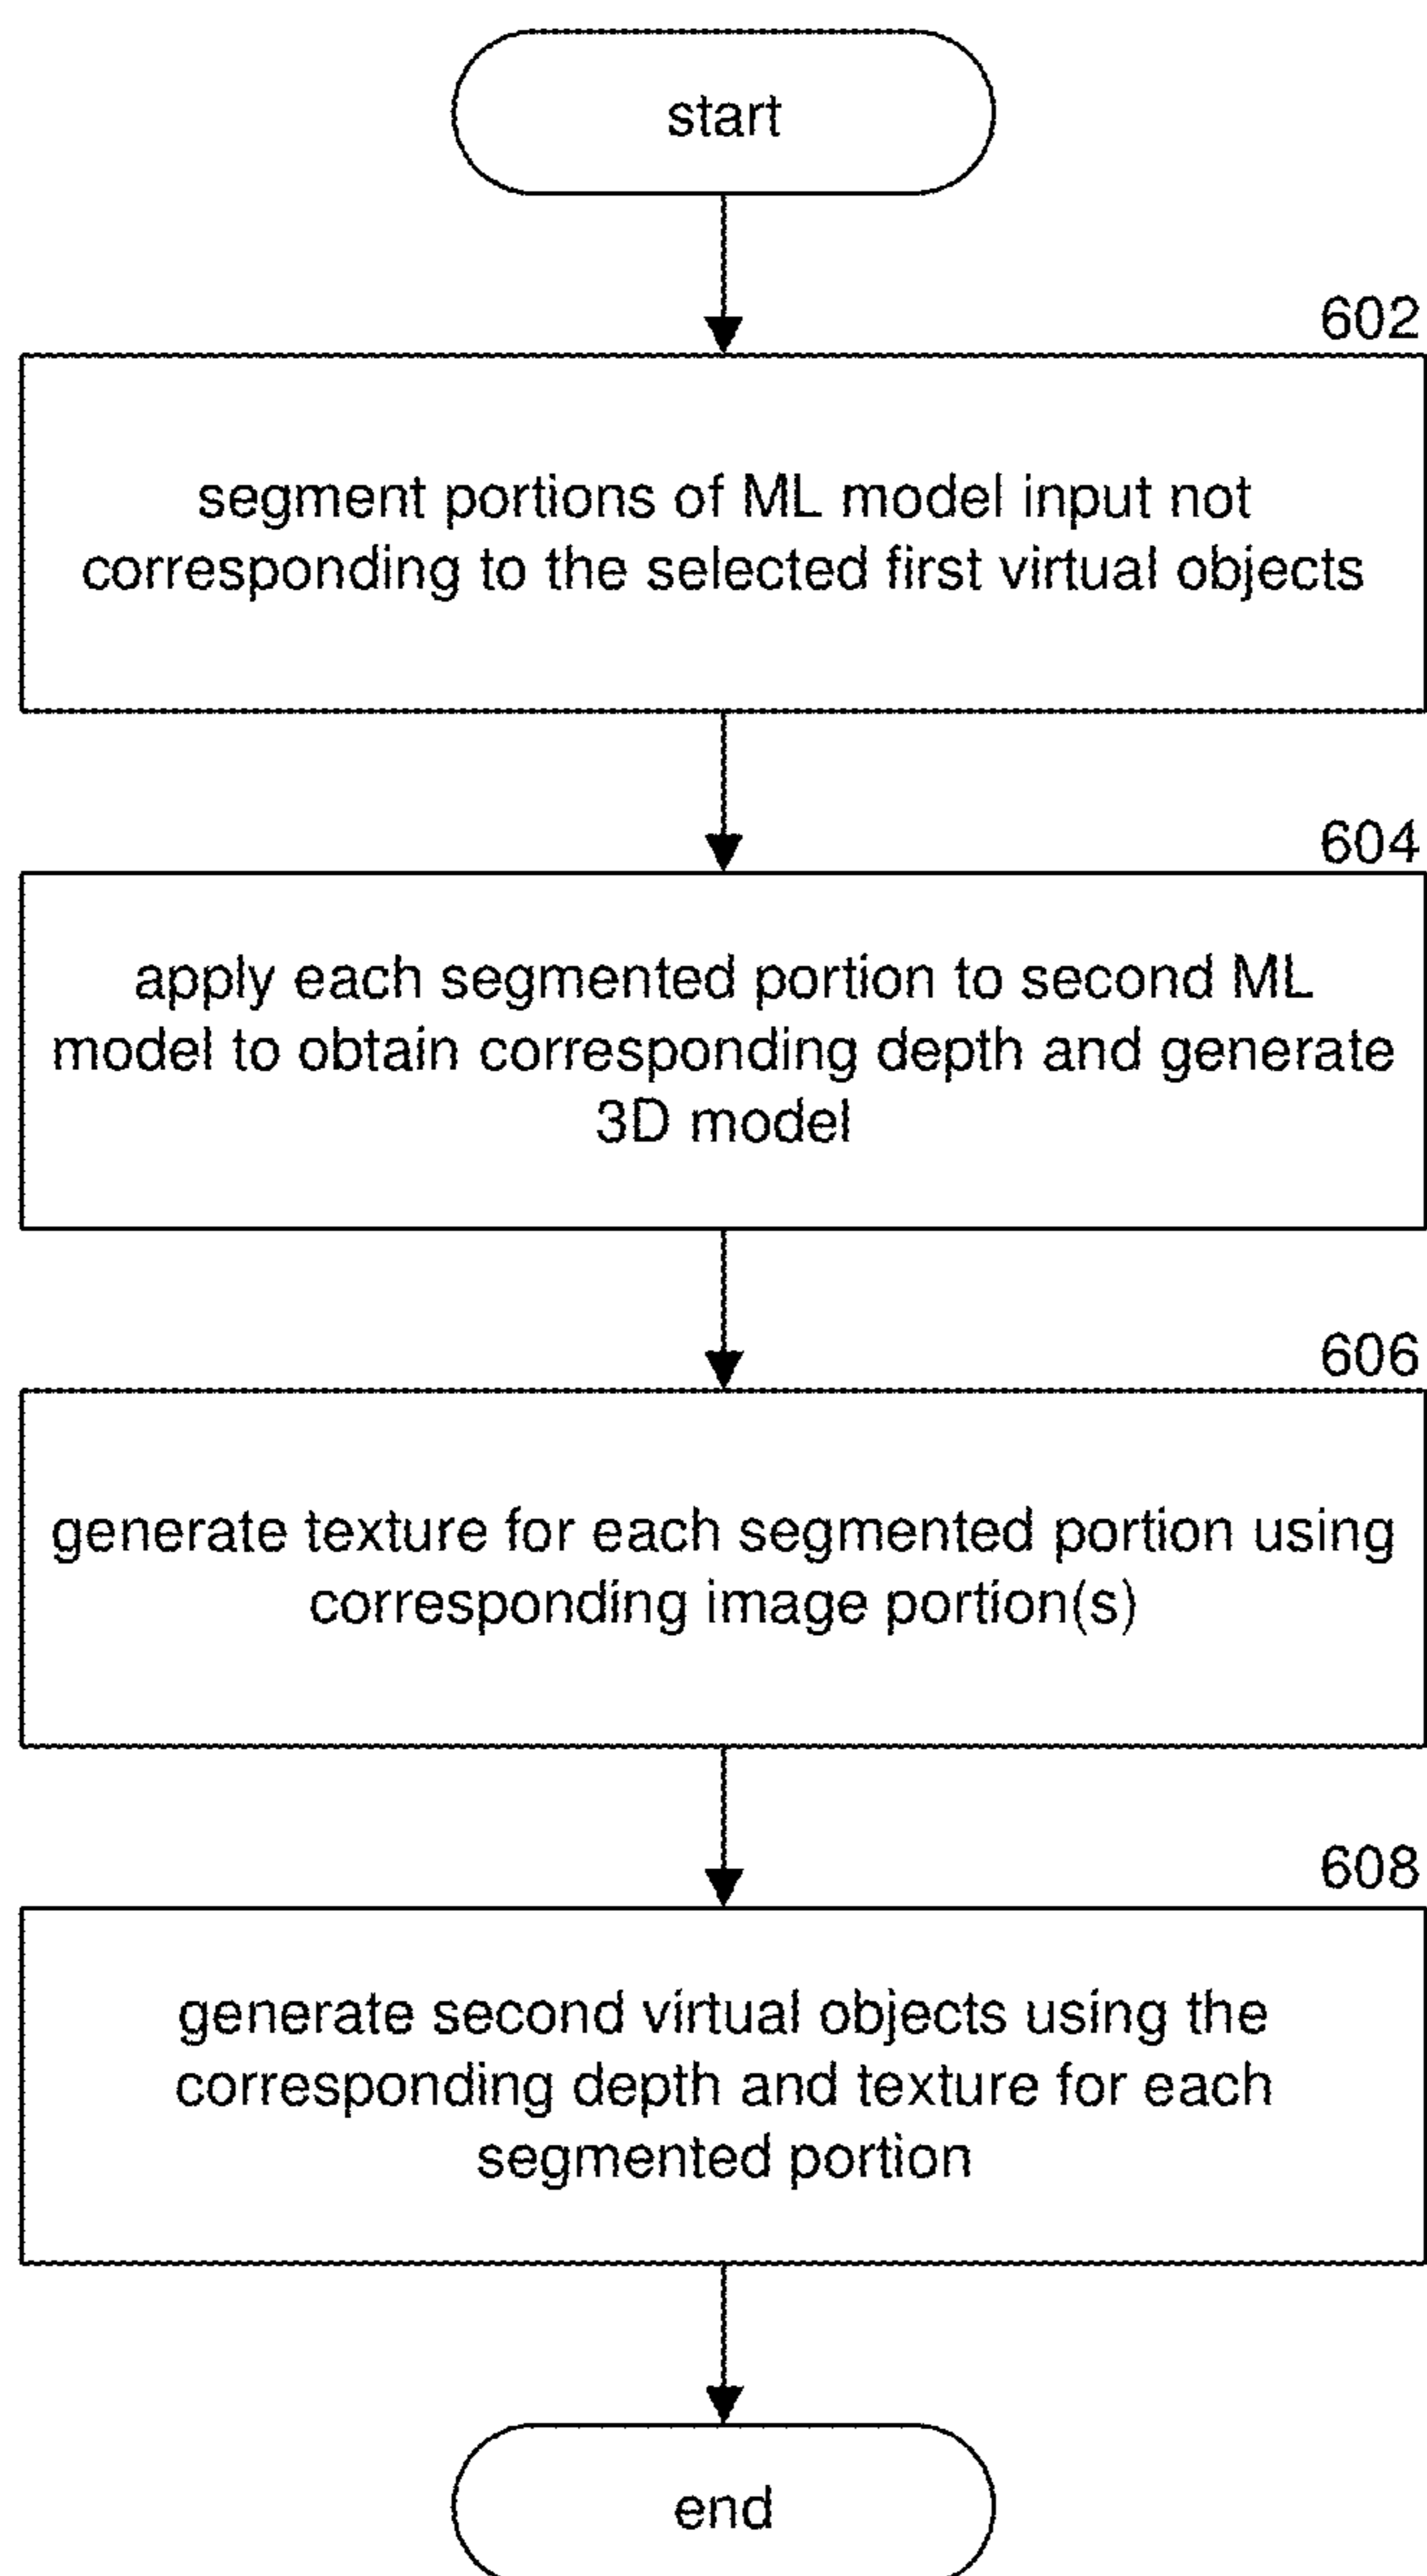 start
602
segment portions of ML model input not
corresponding to the selected first virtual objects
604
apply each segmented portion to second ML
model to obtain corresponding depth and generate
3D model
606
generate texture for each segmented portion using
corresponding image portion(s)
608
generate second virtual objects using the
corresponding depth and texture for each
segmented portion
end